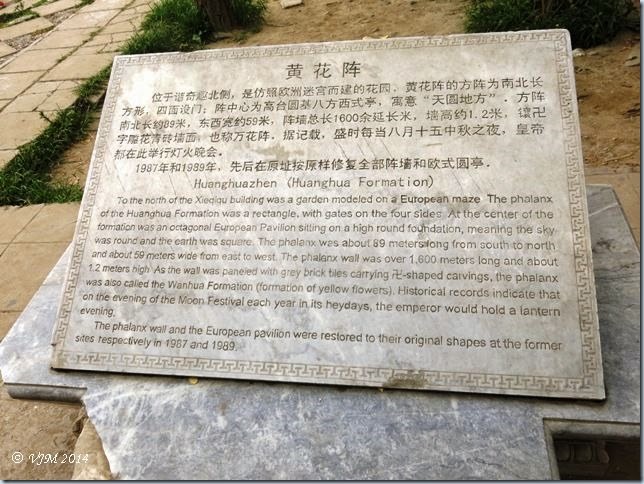 黄花阵
位于谐奇趣北侧，是仿照欧洲迷宫而建的花园。黄花阵的方阵为南北长
方形，四面设门；阵中心为高台圆基八方西式亭，寓意“天圆地方”。方阵
南北长约89米，东西宽约59米，阵墙总长1600余延长米，墙高约1.2米，镶卍
字雕花青砖墙面，也称万花阵。据记载，盛时每当八月十五中秋之夜，皇帝
都在此举行灯火晚会。
1987年和1989年，先后在原址按原样修复全部阵墙和欧式圆亭。
Huanghuazhen (Huanghua Formation)
To the north of the Xieqiqu building was a garden modeled on a European maze. The phalanx
of the Huanghua Formation was a rectangle, with gates on the four sides. At the center of the
formation was an octagonal European Pavilion sitting on a high round foundation, meaning the sky
was round and the earth was square. The phalanx was about 89 meters long from south to north
and about 59 meters wide from east to west. The phalanx wall was over 1,600 meters long and about
1.2 meters high. As the wall was paneled with grey brick tiles carrying 卍-shaped carvings, the phalanx
was also called the Wanhua Formation (formation of yellow flowers). Historical records indicate that
on the evening of the Moon Festival each year in its heydays, the emperor would hold a lantern
evening.
The phalanx wall and the European pavilion were restored to their original shapes at the former
sites respectively in 1987 and 1989.
© VJM 2014